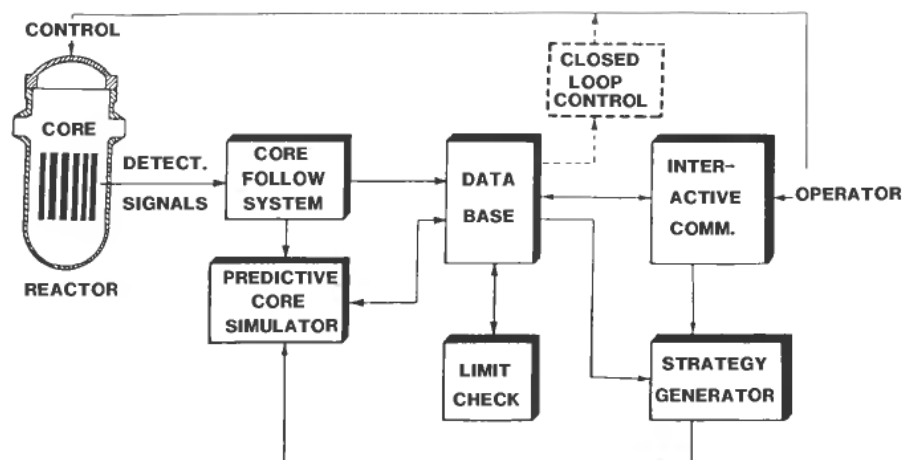 CONTROL
CORE
REACTOR
DETECT.
SIGNALS
CORE
FOLLOW
SYSTEM
PREDICTIVE
CORE
SIMULATOR
DATA
BASE
LIMIT
CHECK
CLOSED
LOOP
CONTROL
INTER-
ACTIVE
COMM.
OPERATOR
STRATEGY
GENERATOR